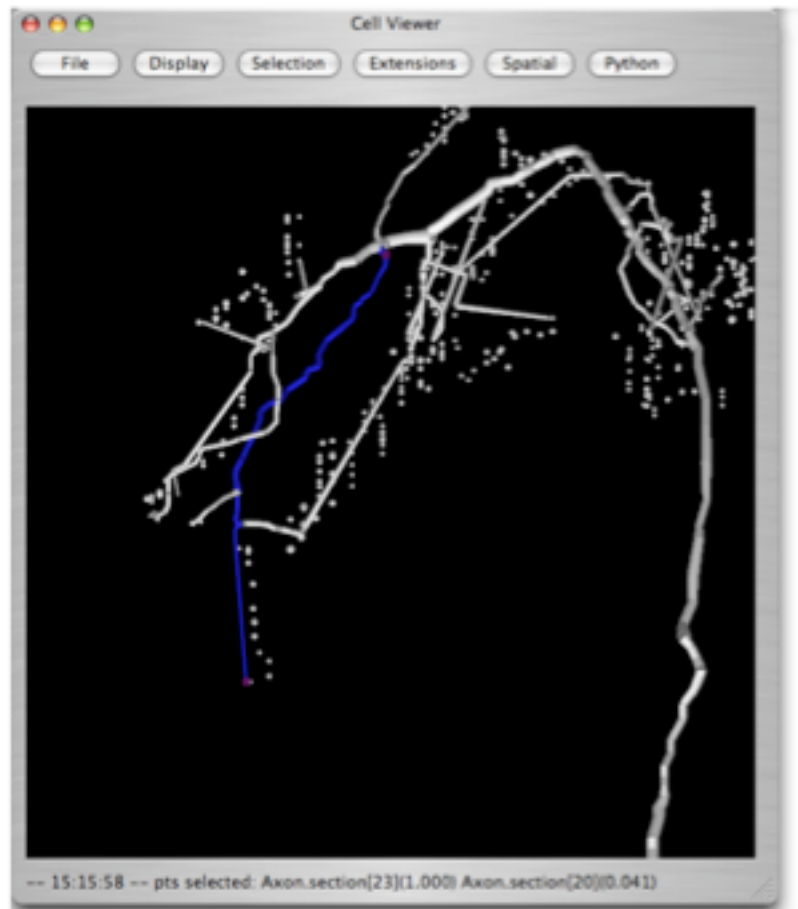 Cell Viewer
File Display Selection Extensions Spatial Python
-- 15:15:58 -- pts selected: Axon.section[23](1.000) Axon.section[20](0.041)